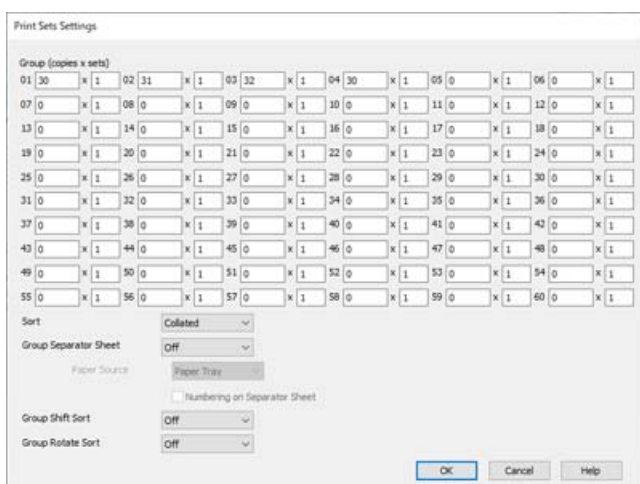 Print Sets Settings
Group (copies x sets)
01 30 x 1 02 31 x 1 03 32 x 1 04 30 x 1 05 0 x 1 06 0 x 1
07 0 x 1 08 0 x 1 09 0 x 1 10 0 x 1 11 0 x 1 12 0 x 1
13 0 x 1 14 0 x 1 15 0 x 1 16 0 x 1 17 0 x 1 18 0 x 1
19 0 x 1 20 0 x 1 21 0 x 1 22 0 x 1 23 0 x 1 24 0 x 1
25 0 x 1 26 0 x 1 27 0 x 1 28 0 x 1 29 0 x 1 30 0 x 1
31 0 x 1 32 0 x 1 33 0 x 1 34 0 x 1 35 0 x 1 36 0 x 1
37 0 x 1 38 0 x 1 39 0 x 1 40 0 x 1 41 0 x 1 42 0 x 1
43 0 x 1 44 0 x 1 45 0 x 1 46 0 x 1 47 0 x 1 48 0 x 1
49 0 x 1 50 0 x 1 51 0 x 1 52 0 x 1 53 0 x 1 54 0 x 1
55 0 x 1 56 0 x 1 57 0 x 1 58 0 x 1 59 0 x 1 60 0 x 1
Sort Collated
Group Separator Sheet Off
Paper Source Paper Tray
Numbering on Separator Sheet
Group Shift Sort Off
Group Rotate Sort Off
OK Cancel Help